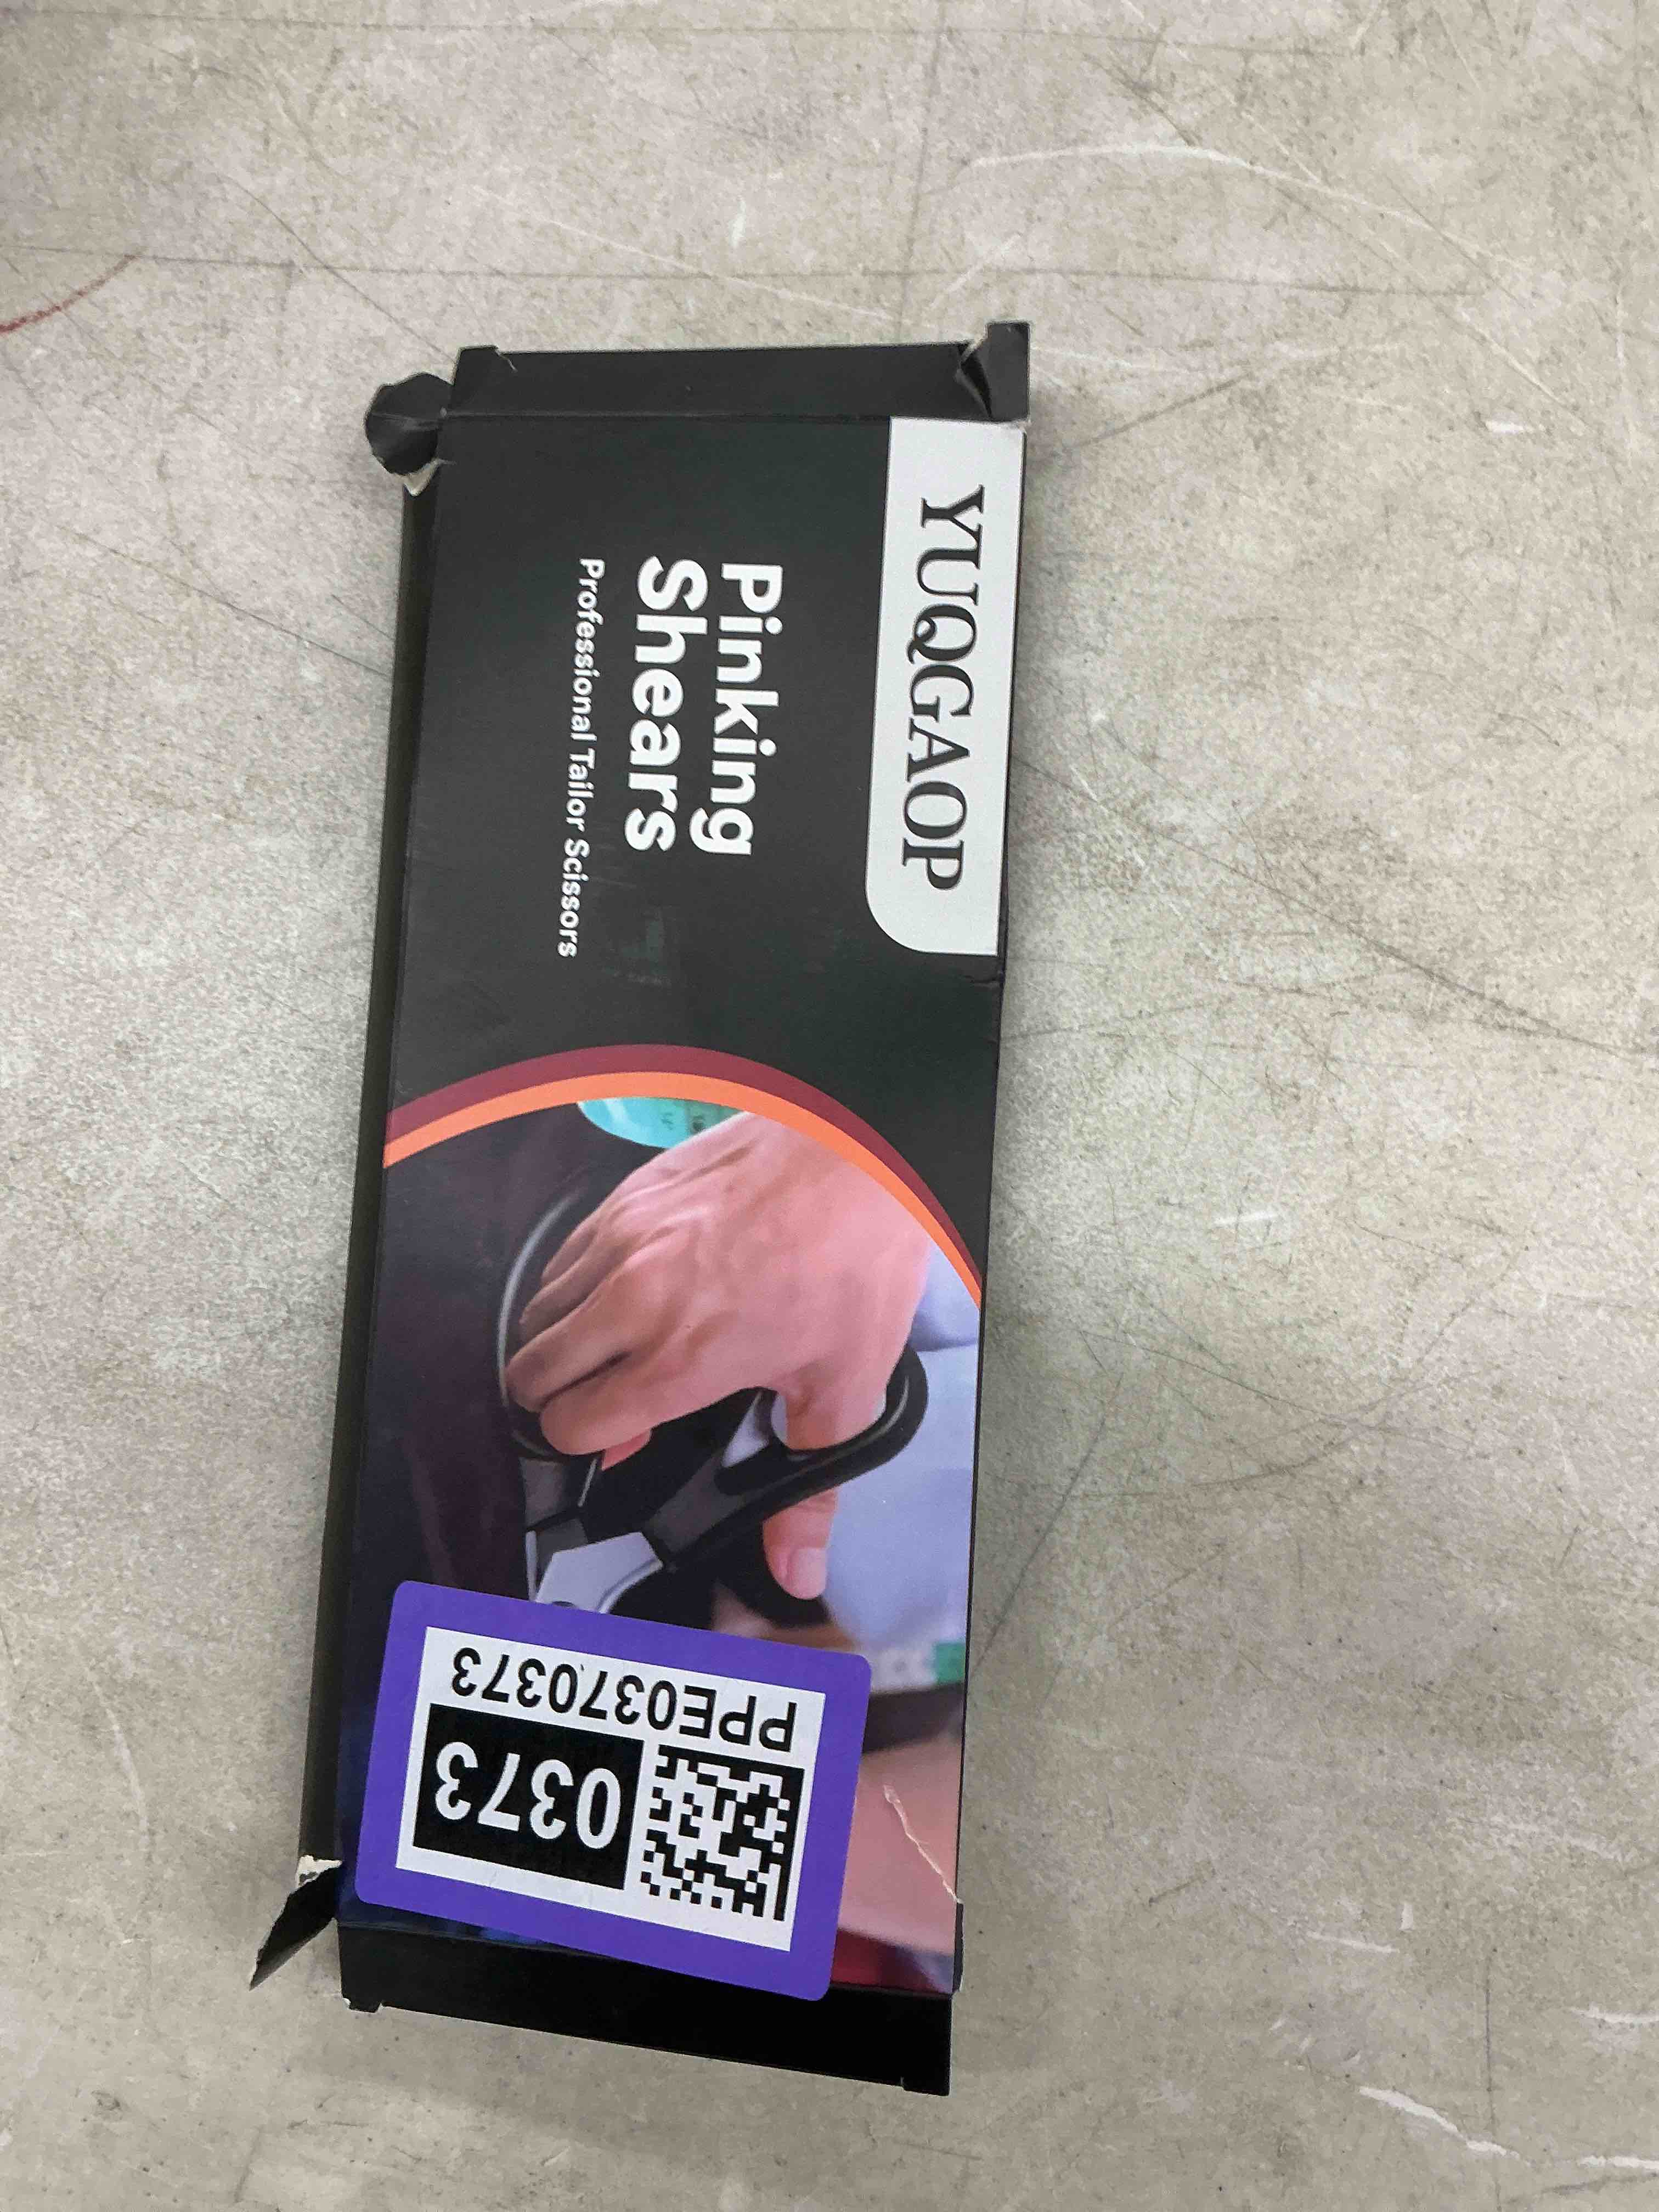 YUQGAOP
Pinking
Shears
Professional Tailor Scissors
PPE0370373
0373